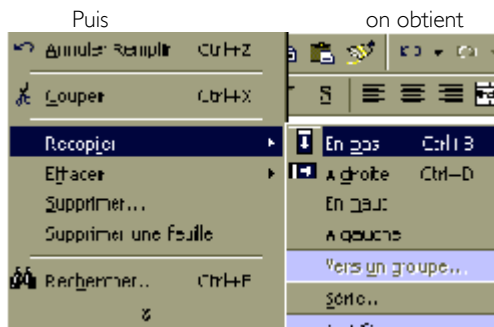 Puis on obtient
Annuler Remplir Ctrl+Z
Couper Ctrl+X
Recopier
Effacer
Supprimer...
Supprimer une feuille
Rechercher... Ctrl+F
S
En bas Ctrl+B
A droite Ctrl+D
En haut
A gauche
Vers un groupe...
Série...